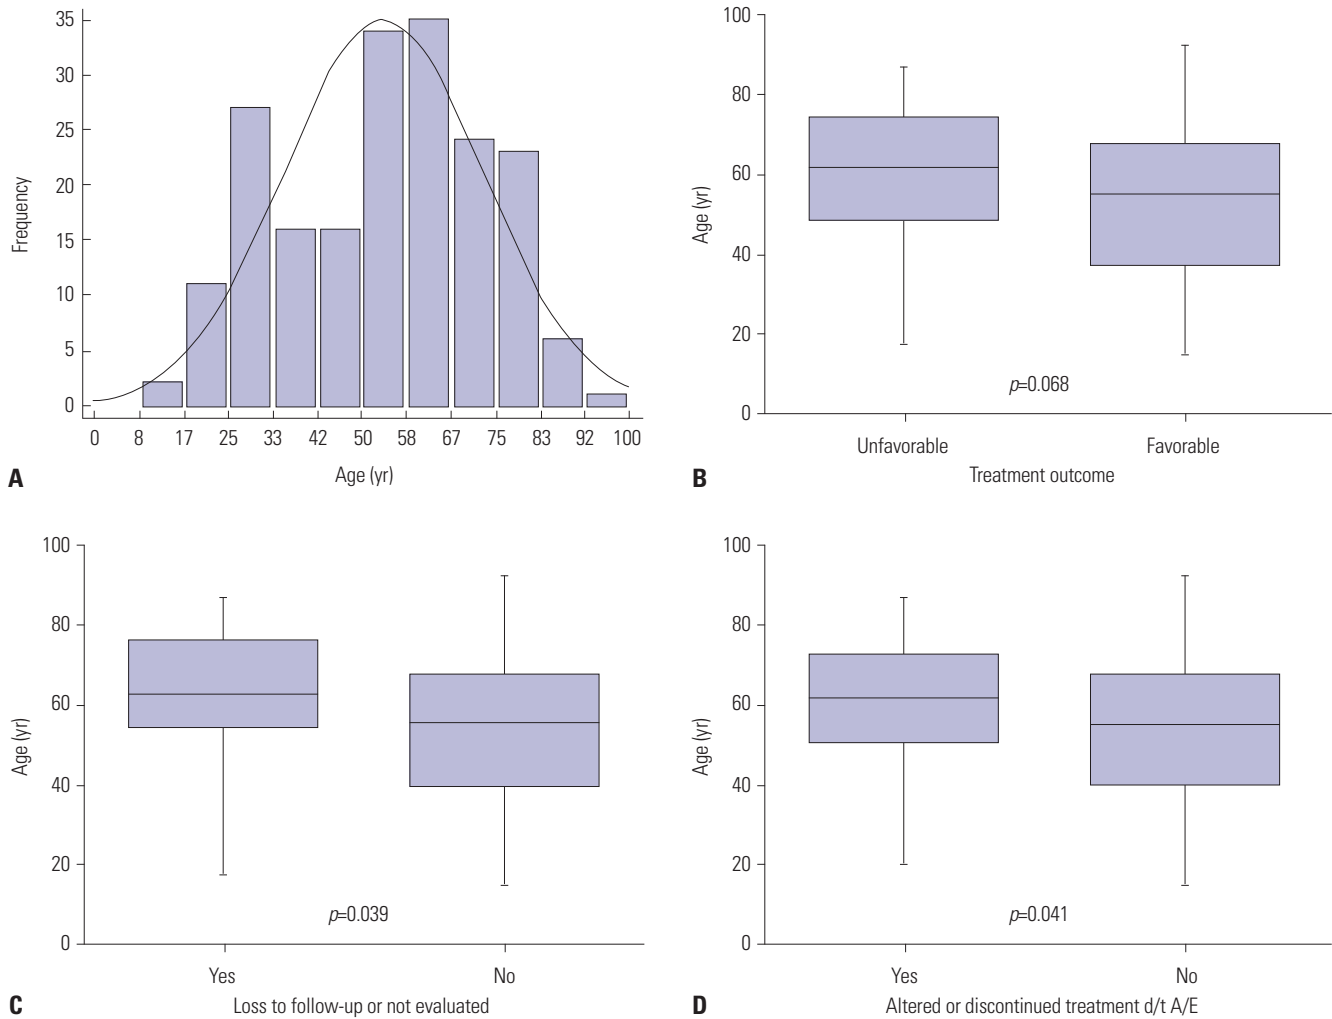 35
30
25
20
15
10
5
0
Frequency
0 8 17 25 33 42 50 58 67 75 83 92 100
Age (yr)
A
100
80
60
40
20
0
Age (yr)
p=0.068
Unfavorable Favorable
Treatment outcome
B
100
80
60
40
20
0
Age (yr)
p=0.039
Yes No
Loss to follow-up or not evaluated
C
100
80
60
40
20
0
Age (yr)
p=0.041
Yes No
Altered or discontinued treatment d/t A/E
D